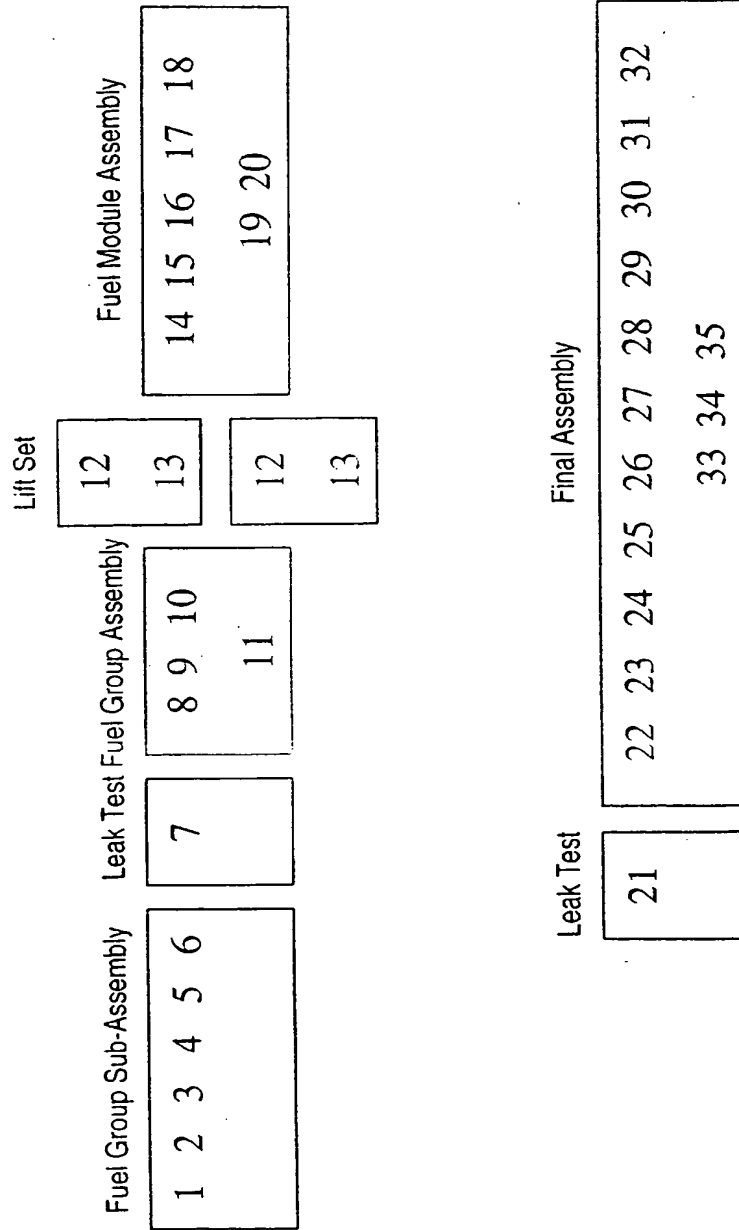 Fuel Group Sub-Assembly
1 2 3 4 5 6
Leak Test
7
Fuel Group Assembly
8 9 10
11
Lift Set
12
13
12
13
Fuel Module Assembly
14 15 16 17 18
19 20
Leak Test
21
Final Assembly
22 23 24 25 26 27 28 29 30 31 32
33 34 35